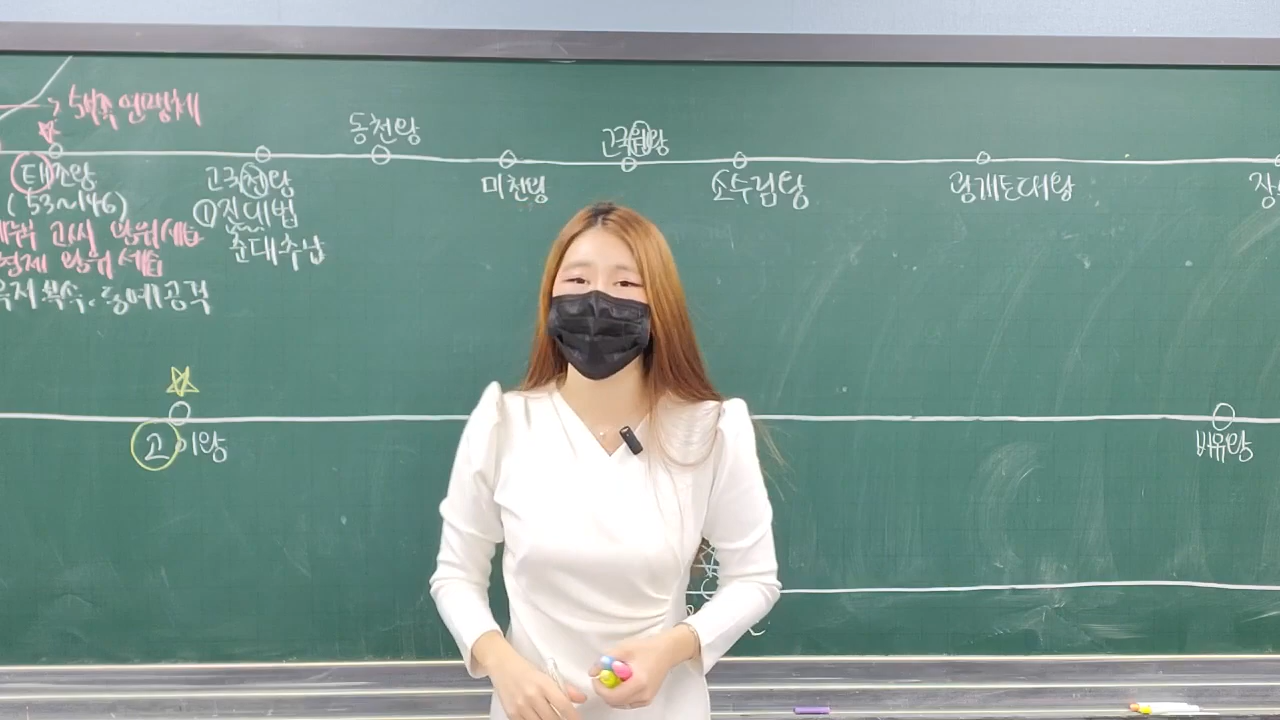 5부족 연맹체
동천왕
고국원왕
태조왕
고국천왕
미천왕
소수림왕
광개토대왕
장
(53~146)
①진대법
고씨 왕위세습
춘대추납
형제 왕위 세습
옥저 복속, 동예공격
고이왕
비유왕